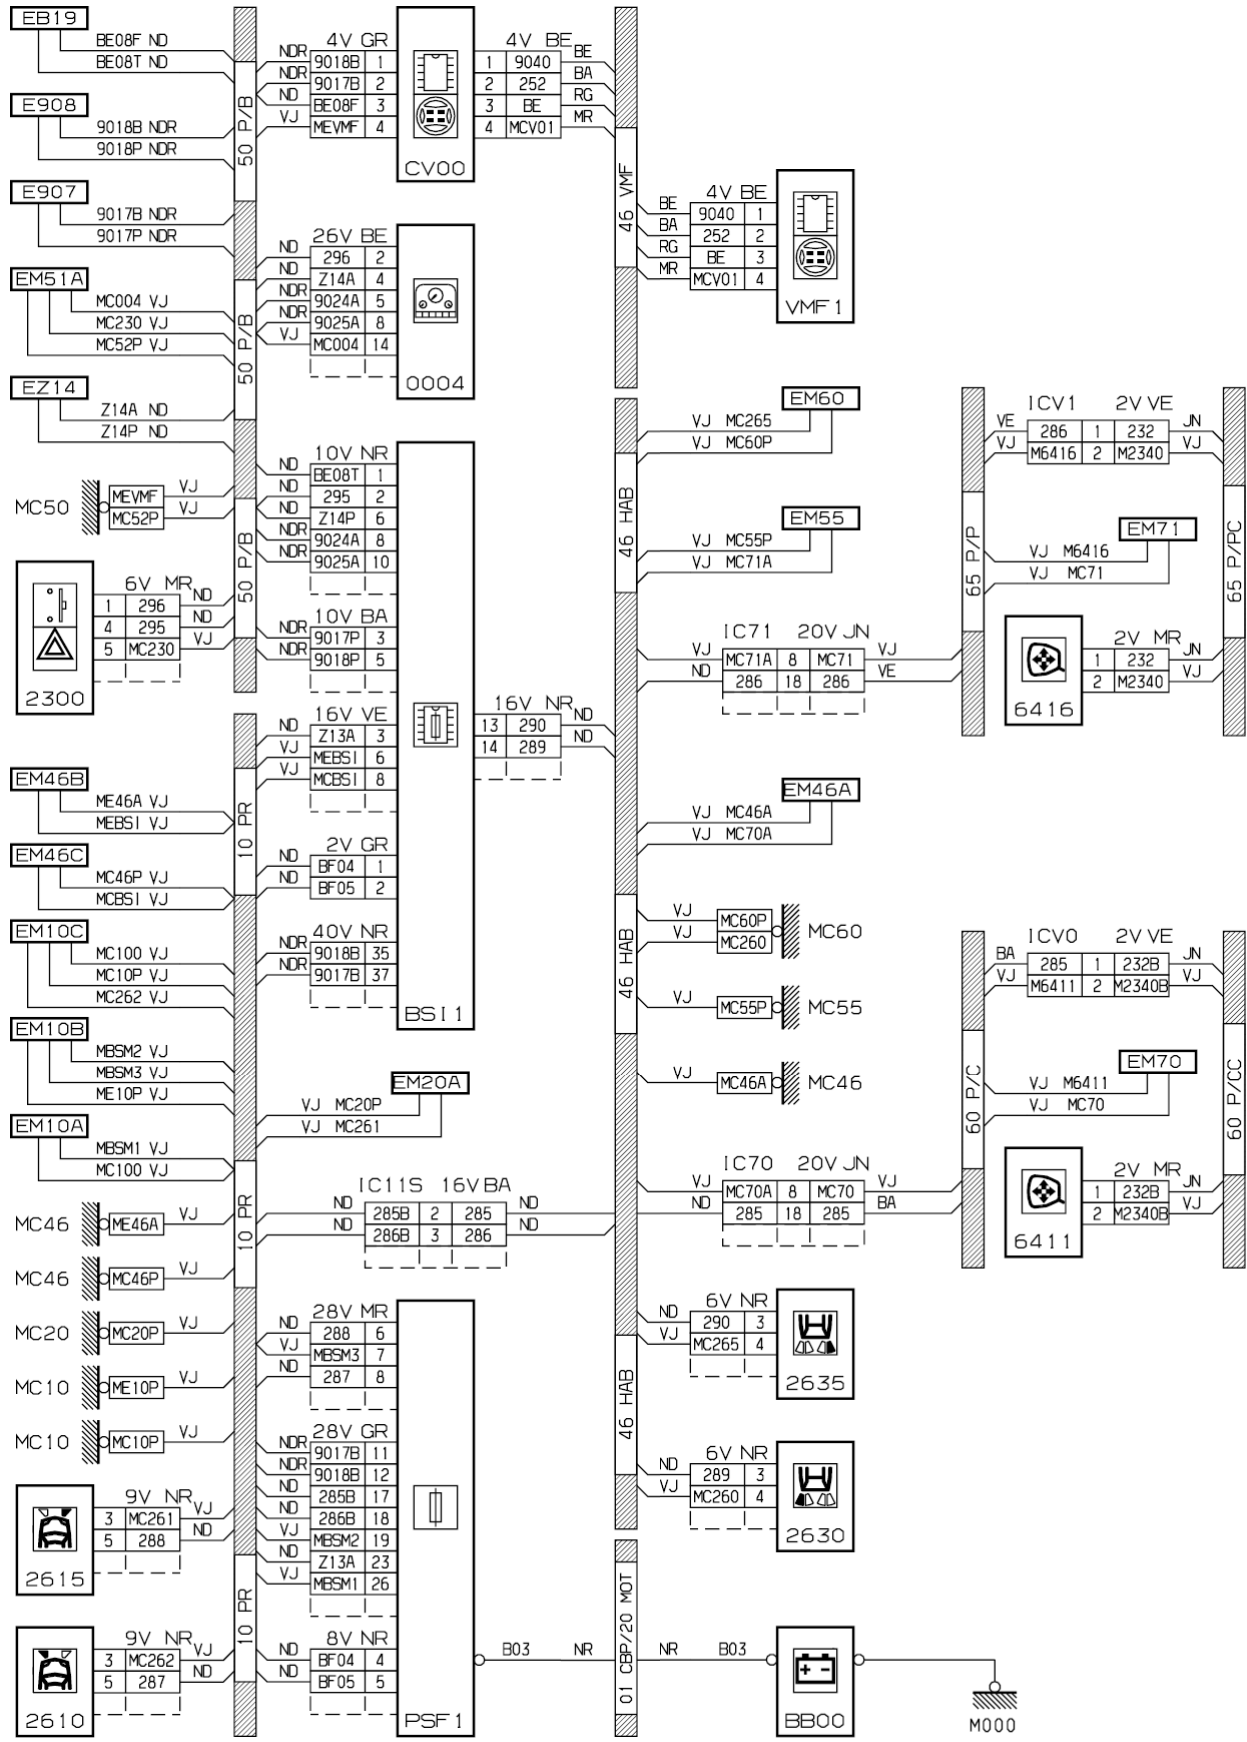 EB19
BE08F ND
BE08T ND
E908
9018B NDR
9018P NDR
E907
9017B NDR
9017P NDR
EM51A
MC004 VJ
MC230 VJ
MC52P VJ
EZ14
Z14A ND
Z14P ND
MC50
MEVMF VJ
MC52P VJ
6V MR
1 296 ND
4 295 ND
5 MC230 VJ
2300
EM46B
ME46A VJ
MEBSI VJ
EM46C
MC46P VJ
MCBSI VJ
EM10C
MC100 VJ
MC10P VJ
MC262 VJ
EM10B
MBSM2 VJ
MBSM3 VJ
ME10P VJ
EM10A
MBSM1 VJ
MC100 VJ
MC46 ME46A VJ
MC46 MC46P VJ
MC20 MC20P VJ
MC10 ME10P VJ
MC10 MC10P VJ
9V NR
3 MC261 VJ
5 288 ND
2615
9V NR
3 MC262 VJ
5 287 ND
2610
50 P/B
50 P/B
50 P/B
10 PR
10 PR
10 PR
4V GR
NDR 9018B 1
NDR 9017B 2
ND BE08F 3
VJ MEVMF 4
CV00
4V BE
1 9040 BE
2 252 BA
3 BE RG
4 MCV01 MR
26V BE
ND 296 2
ND Z14A 4
NDR 9024A 5
NDR 9025A 8
VJ MC004 14
0004
10V NR
ND BE08T 1
ND 295 2
ND Z14P 6
NDR 9024A 8
NDR 9025A 10
10V BA
NDR 9017P 3
NDR 9018P 5
16V VE
ND Z13A 3
VJ MEBSI 6
VJ MCBSI 8
2V GR
ND BF04 1
ND BF05 2
40V NR
NDR 9018B 35
NDR 9017B 37
BSI1
16V NR
13 290 ND
14 289 ND
EM20A
VJ MC20P
VJ MC261
IC11S 16V BA
ND 285B 2 285 ND
ND 286B 3 286 ND
28V MR
ND 288 6
VJ MBSM3 7
ND 287 8
28V GR
NDR 9017B 11
NDR 9018B 12
ND 285B 17
ND 286B 18
VJ MBSM2 19
ND Z13A 23
VJ MBSM1 26
8V NR
ND BF04 4
ND BF05 5
PSF1
B03 NR
46 VMF
46 HAB
46 HAB
46 HAB
01 CBP/20 MOT
4V BE
BE 9040 1
BA 252 2
RG BE 3
MR MCV01 4
VMF1
EM60
VJ MC265
VJ MC60P
EM55
VJ MC55P
VJ MC71A
IC71 20V JN
VJ MC71A 8 MC71 VJ
ND 286 18 286 VE
EM46A
VJ MC46A
VJ MC70A
VJ MC60P MC60
VJ MC260
VJ MC55P MC55
VJ MC46A MC46
IC70 20V JN
VJ MC70A 8 MC70 VJ
ND 285 18 285 BA
6V NR
ND 290 3
VJ MC265 4
2635
6V NR
ND 289 3
VJ MC260 4
2630
NR B03
BB00
M000
65 P/P
ICV1 2V VE
VE 286 1 232 JN
VJ M6416 2 M2340 VJ
EM71
VJ M6416
VJ MC71
2V MR
1 232 JN
2 M2340 VJ
6416
65 P/PC
60 P/C
ICV0 2V VE
BA 285 1 232B JN
VJ M6411 2 M2340B VJ
EM70
VJ M6411
VJ MC70
2V MR
1 232B JN
2 M2340B VJ
6411
60 P/CC